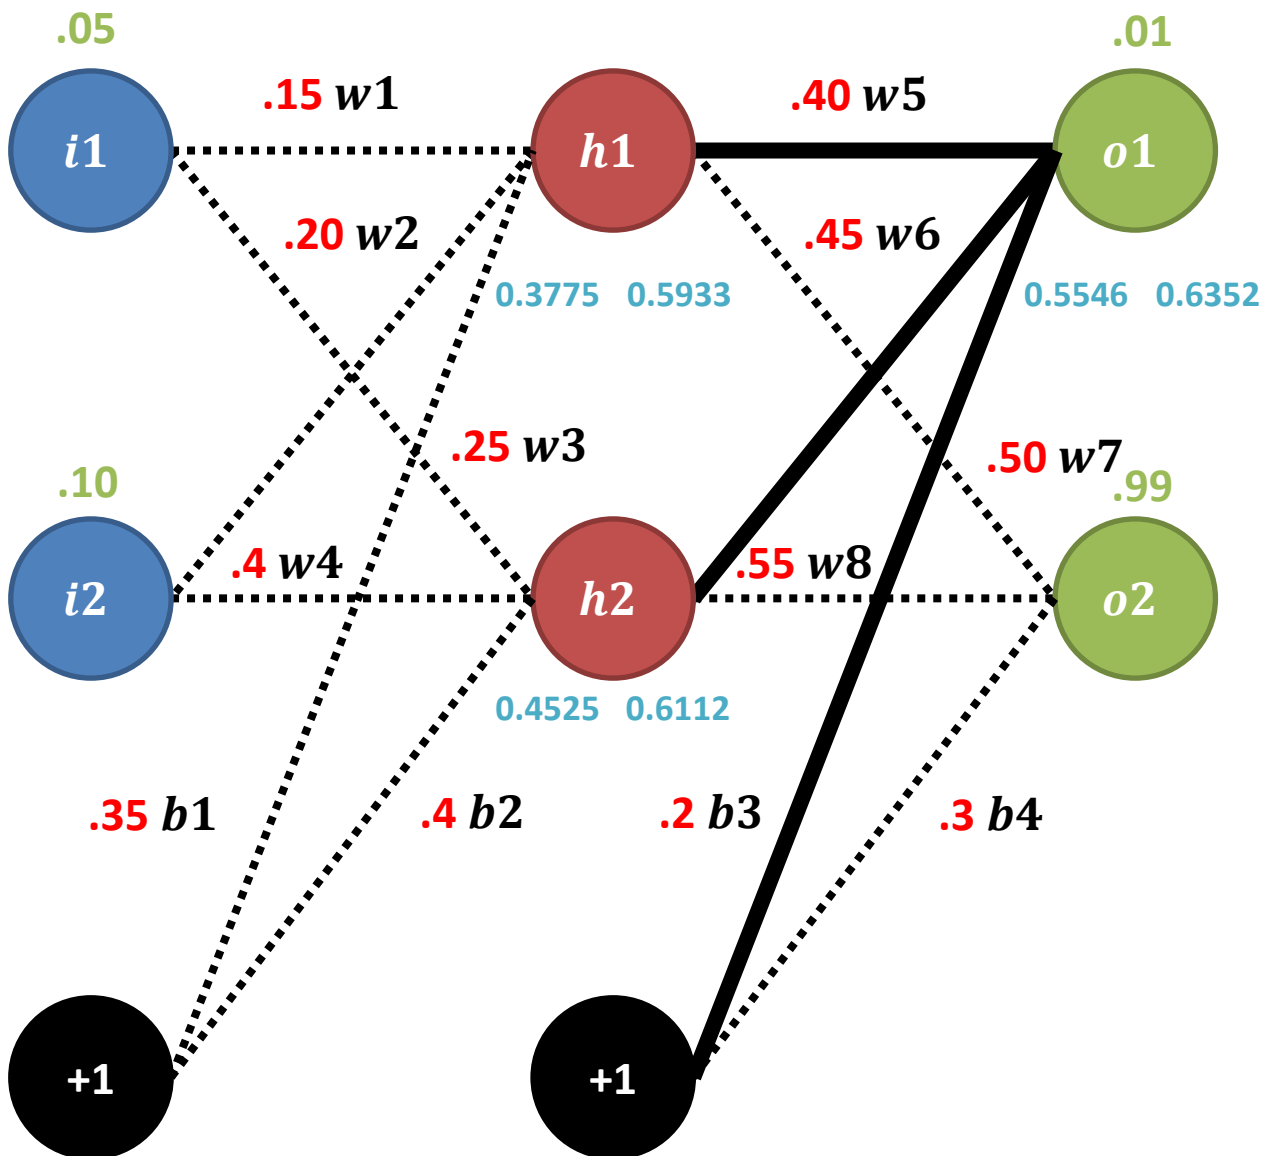 .05
.01
.15 w1
.40 w5
i1
h1
o1
.20 w2
.45 w6
0.3775 0.5933
0.5546 0.6352
.25 w3
.50 w7
.10
.99
.4 w4
.55 w8
i2
h2
o2
0.4525 0.6112
.35 b1
.4 b2
.2 b3
.3 b4
+1
+1